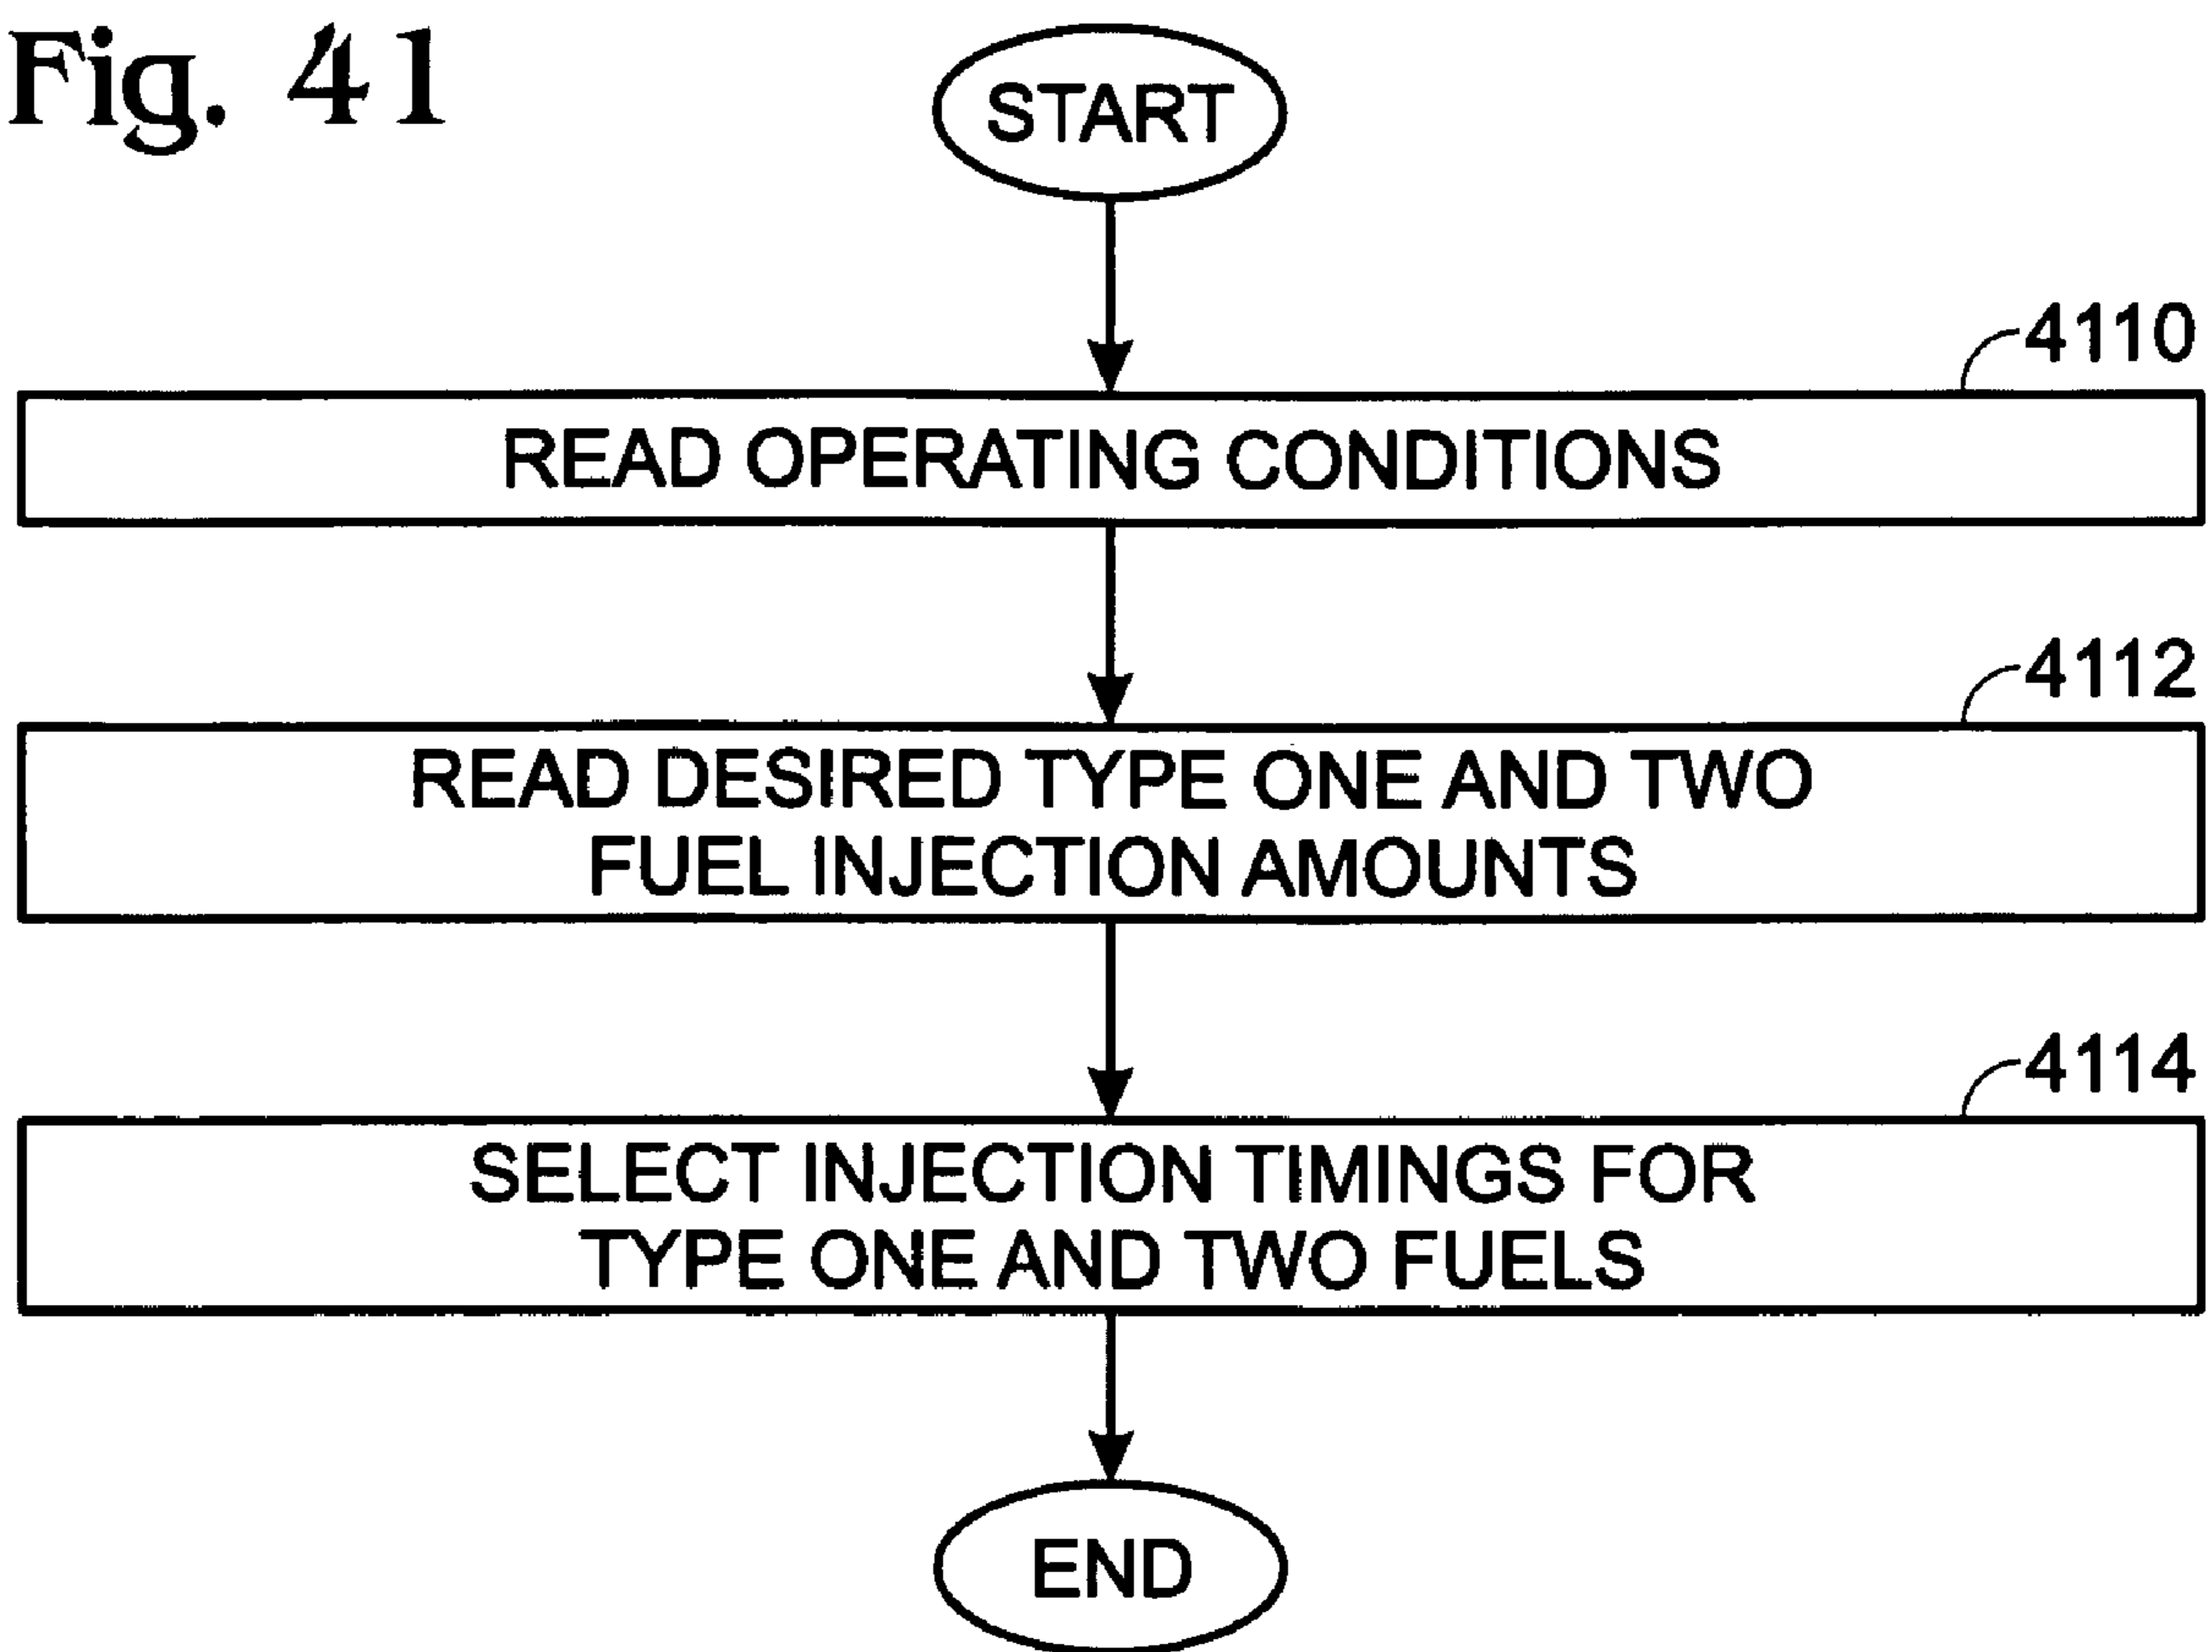 Fig. 41
START
4110
READ OPERATING CONDITIONS
4112
READ DESIRED TYPE ONE AND TWO
FUEL INJECTION AMOUNTS
4114
SELECT INJECTION TIMINGS FOR
TYPE ONE AND TWO FUELS
END